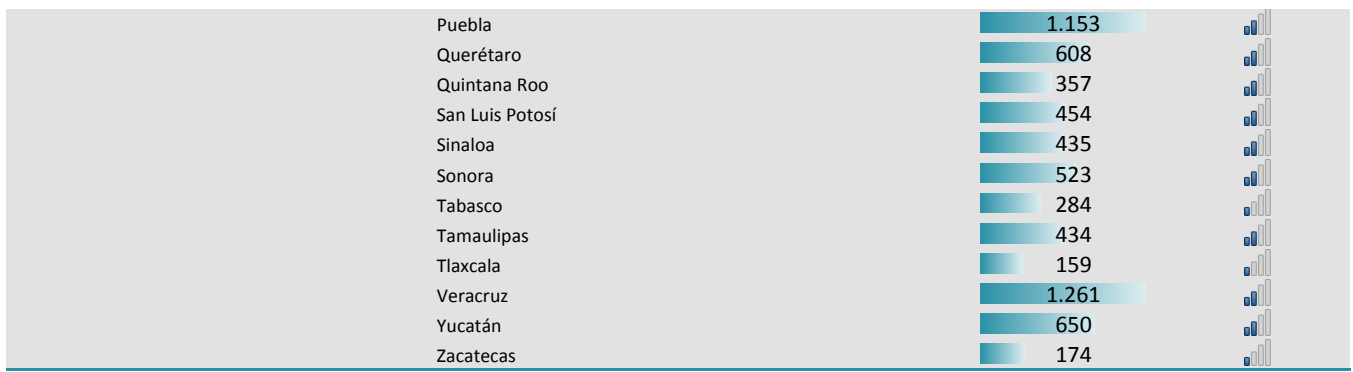 Puebla 1.153
Querétaro 608
Quintana Roo 357
San Luis Potosí 454
Sinaloa 435
Sonora 523
Tabasco 284
Tamaulipas 434
Tlaxcala 159
Veracruz 1.261
Yucatán 650
Zacatecas 174